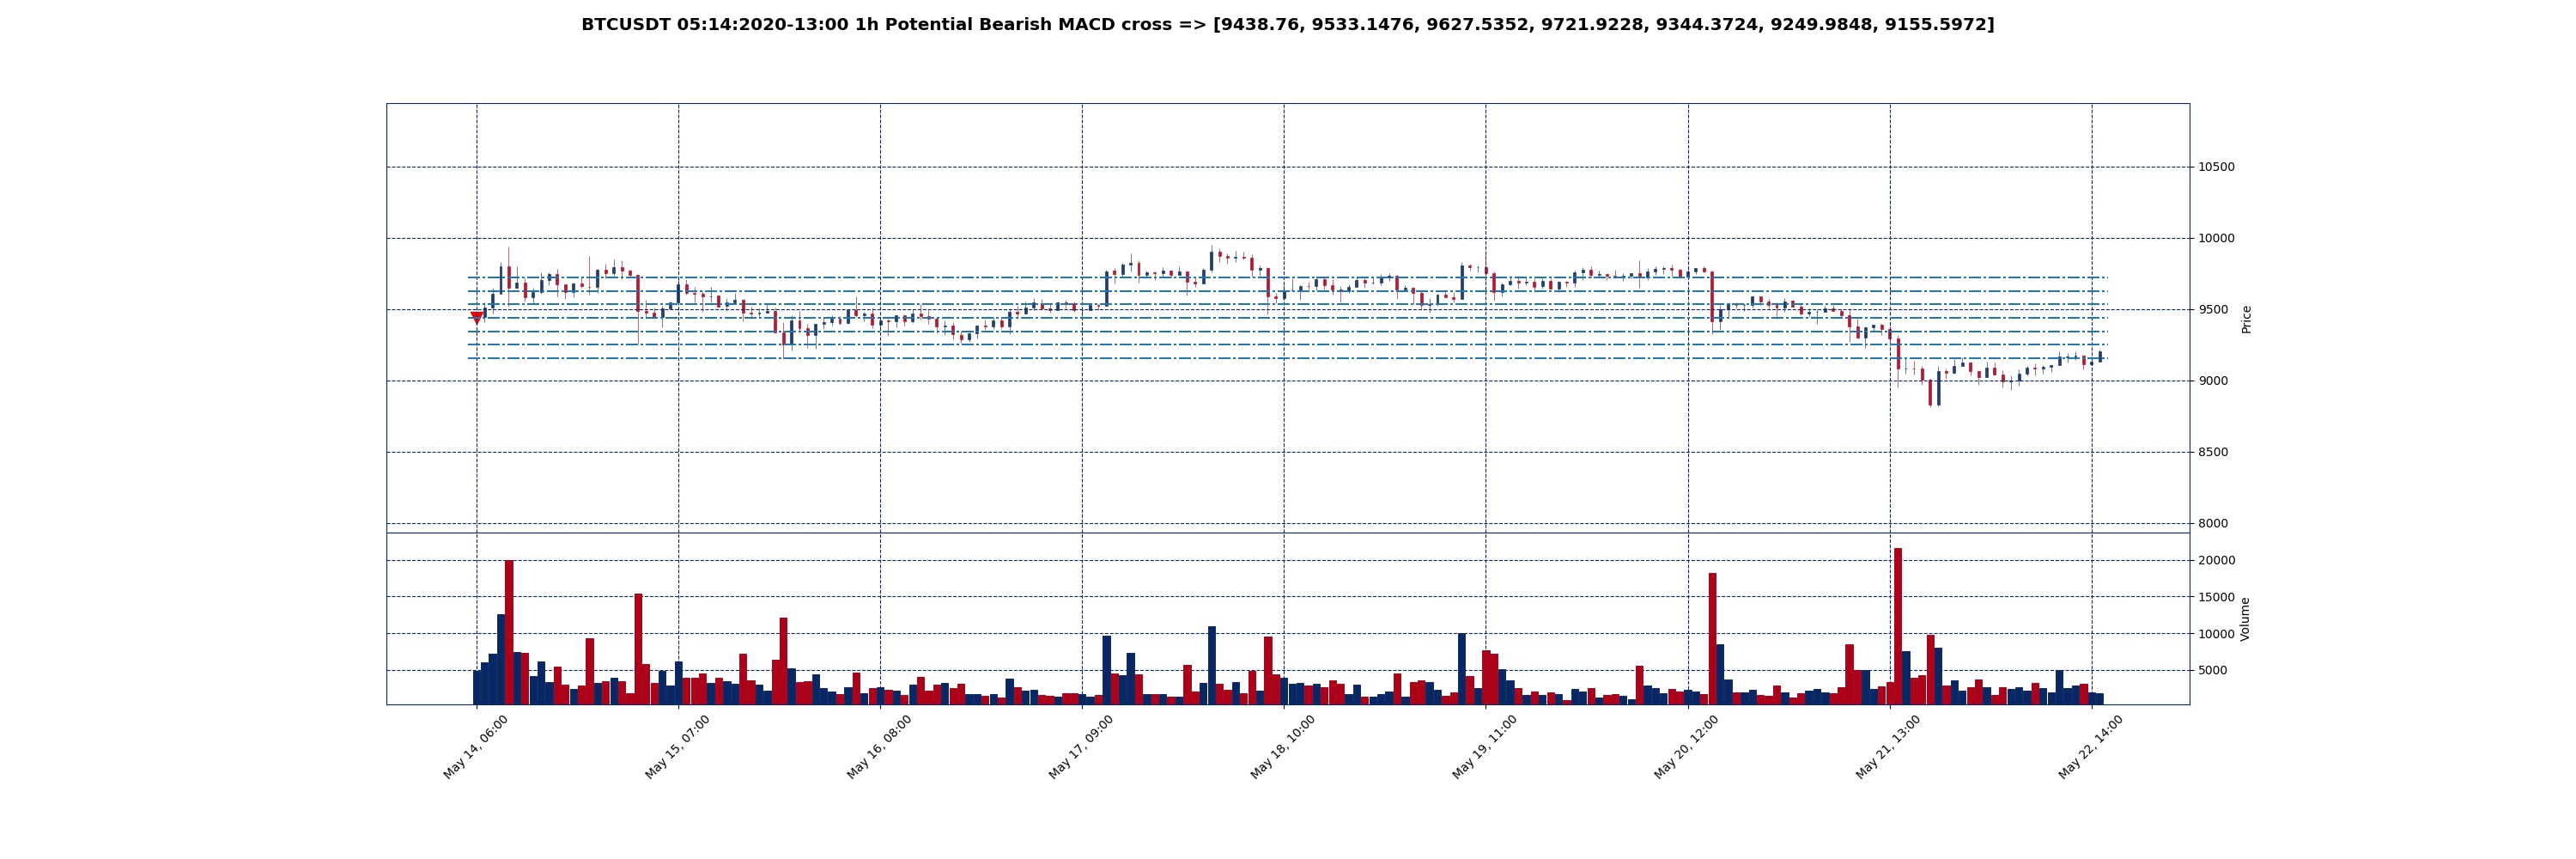 BTCUSDT 05:14:2020-13:00 1h Potential Bearish MACD cross => [9438.76, 9533.1476, 9627.5352, 9721.9228, 9344.3724, 9249.9848, 9155.5972]
10500
10000
9500
9000
8500
8000
Price
20000
15000
10000
5000
Volume
May 14, 06:00
May 15, 07:00
May 16, 08:00
May 17, 09:00
May 18, 10:00
May 19, 11:00
May 20, 12:00
May 21, 13:00
May 22, 14:00